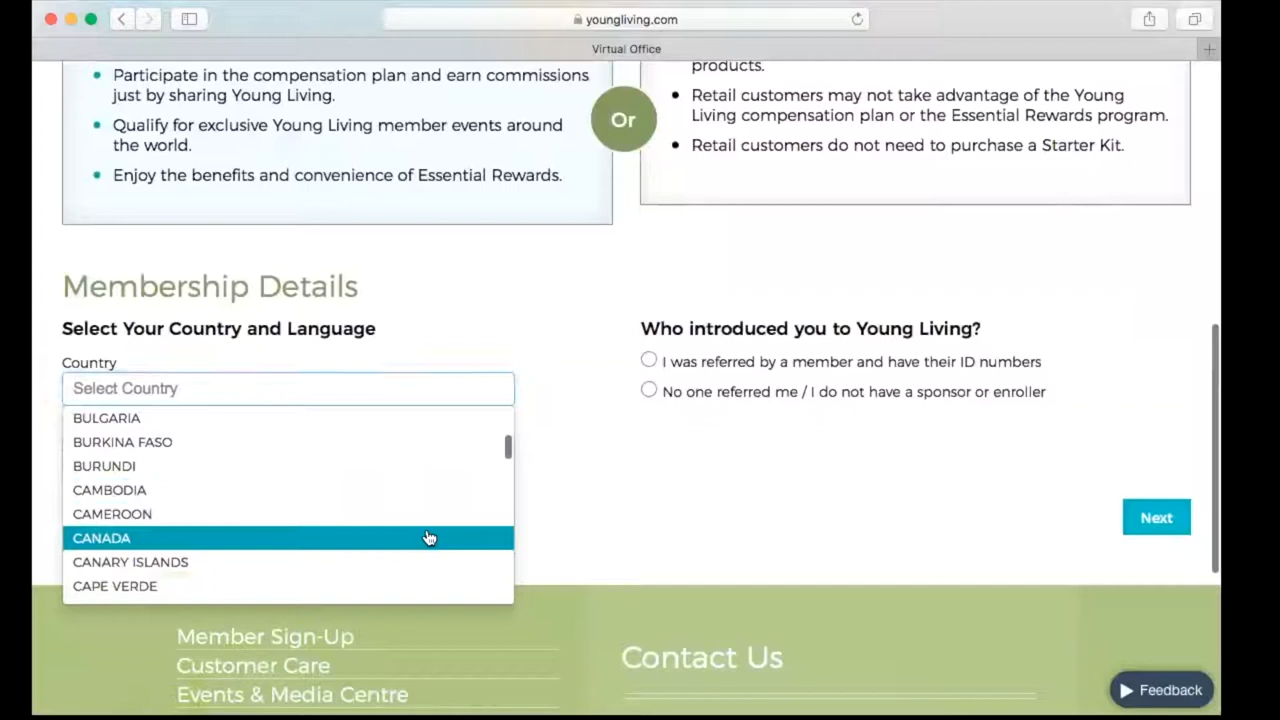 youngliving.com
Virtual Office
Participate in the compensation plan and earn commissions
just by sharing Young Living.
Qualify for exclusive Young Living member events around
the world.
Enjoy the benefits and convenience of Essential Rewards.
Or
products.
Retail customers may not take advantage of the Young
Living compensation plan or the Essential Rewards program.
Retail customers do not need to purchase a Starter Kit.
Membership Details
Select Your Country and Language
Country
Select Country
BULGARIA
BURKINA FASO
BURUNDI
CAMBODIA
CAMEROON
CANADA
CANARY ISLANDS
CAPE VERDE
Who introduced you to Young Living?
I was referred by a member and have their ID numbers
No one referred me / I do not have a sponsor or enroller
Next
Member Sign-Up
Customer Care
Events & Media Centre
Contact Us
Feedback